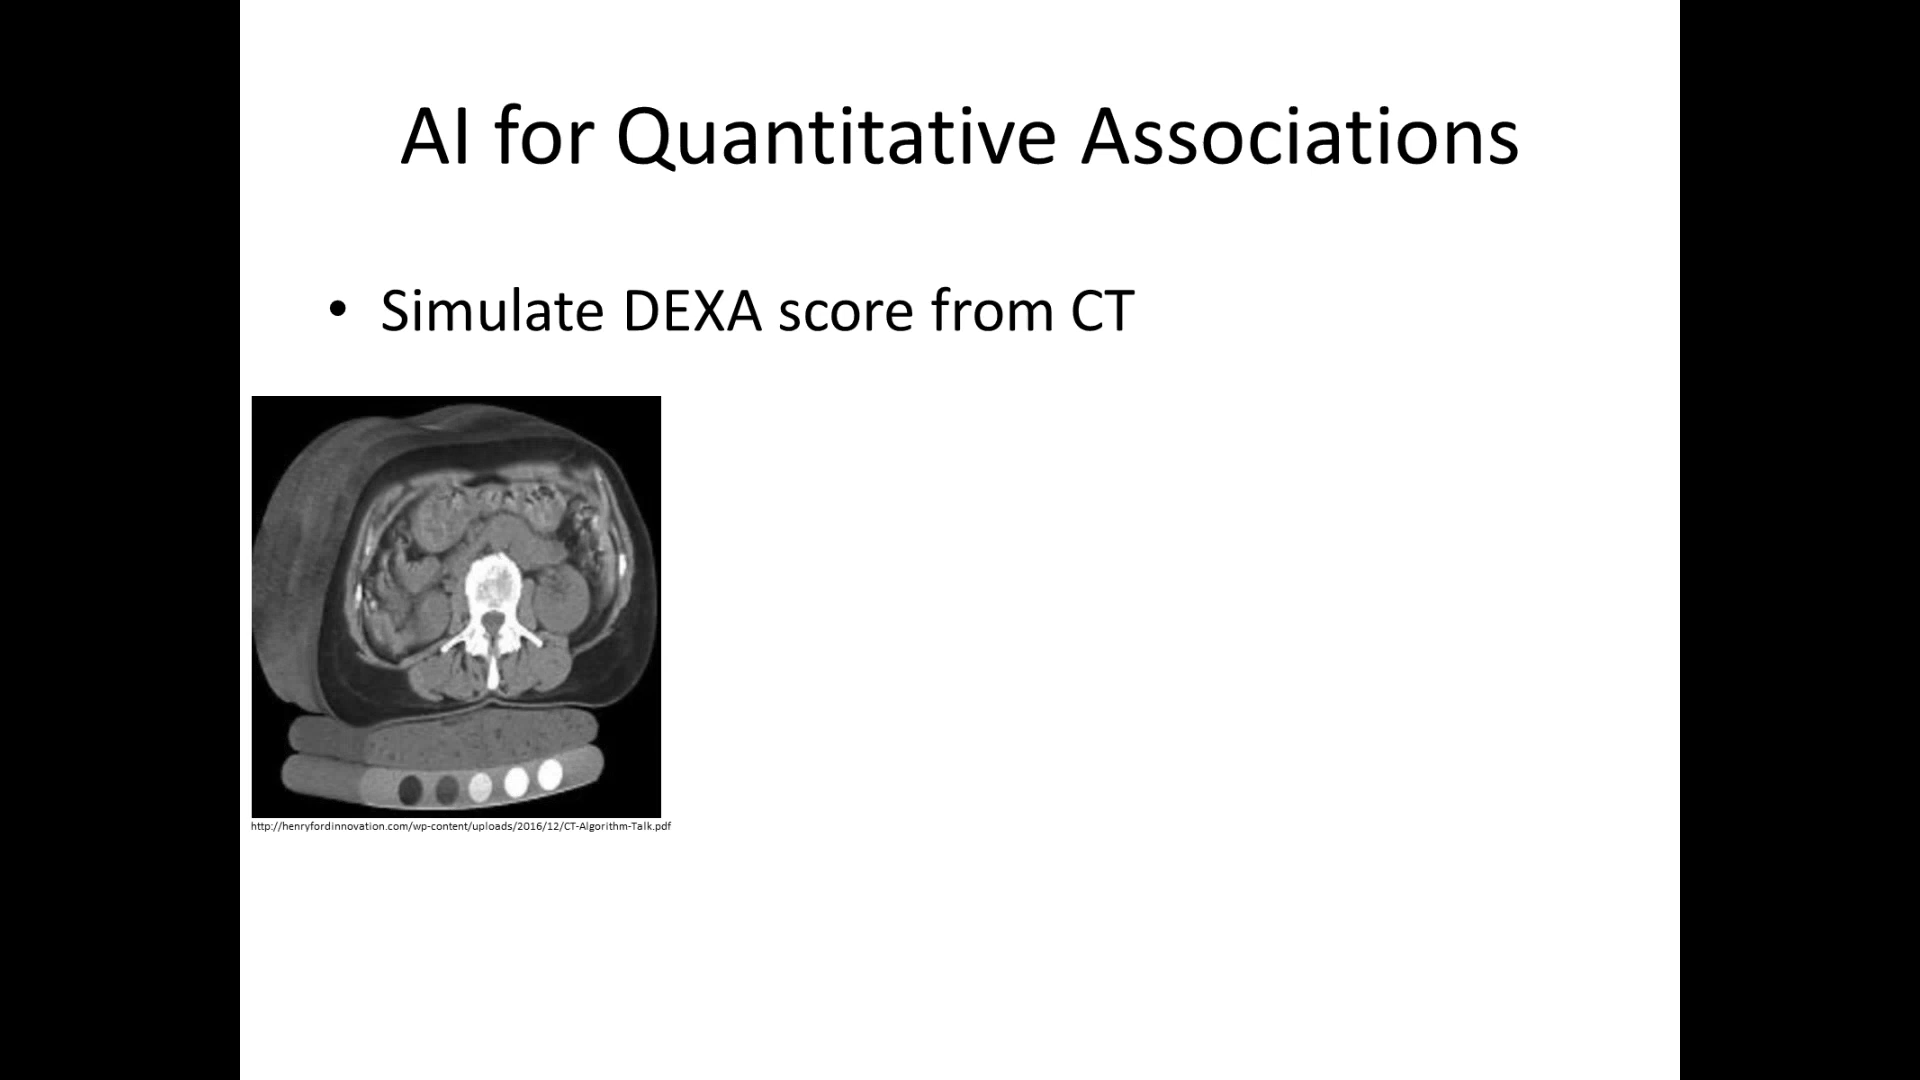 AI for Quantitative Associations
• Simulate DEXA score from CT
http://henryfordinnovation.com/wp-content/uploads/2016/12/CT-Algorithm-Talk.pdf